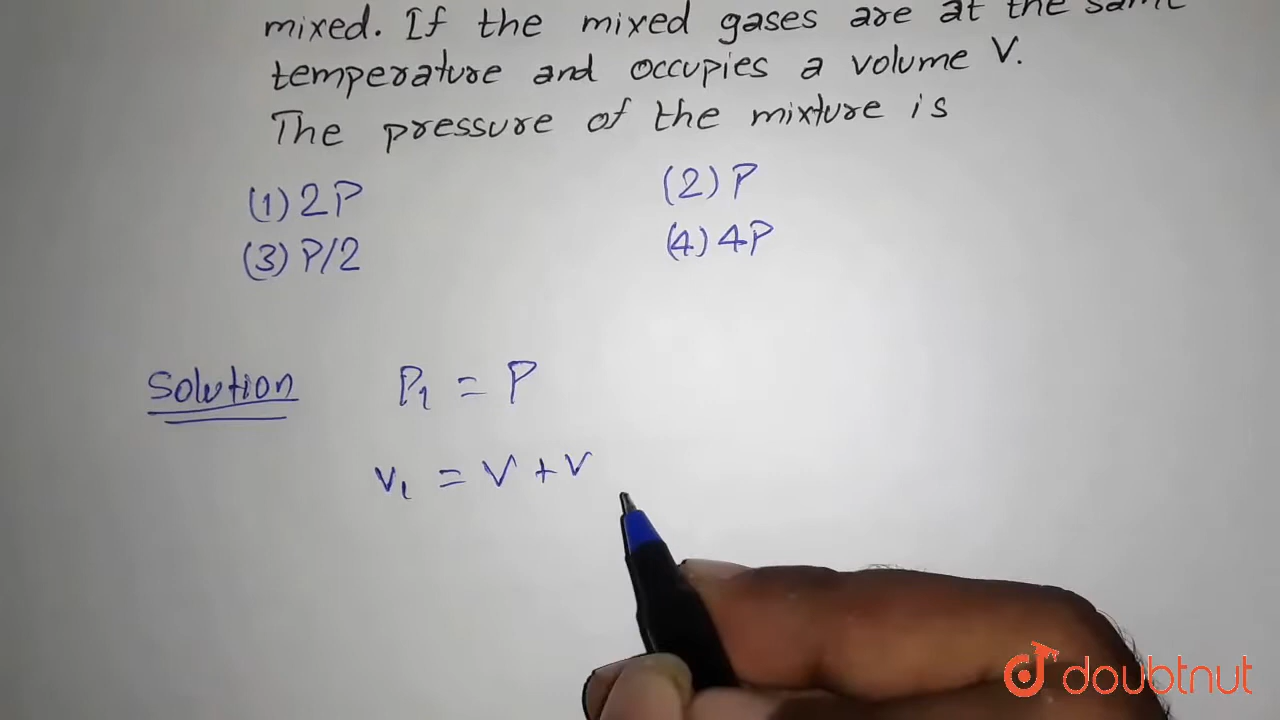 mixed. If the mixed gases are at the same
temperature and occupies a volume V.
The pressure of the mixture is
(1) 2P
(2) P
(3) P/2
(4) 4P
Solution
P1 = P
V1 = V + V
doubtnut